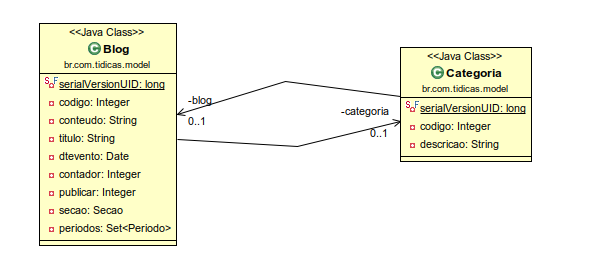 <<Java Class>>
C Blog
br.com.tidicas.model
S F serialVersionUID: long
codigo: Integer
conteudo: String
titulo: String
dtevento: Date
contador: Integer
publicar: Integer
secao: Secao
periodos: Set<Periodo>
-blog
0..1
-categoria
0..1
<<Java Class>>
C Categoria
br.com.tidicas.model
S F serialVersionUID: long
codigo: Integer
descricao: String